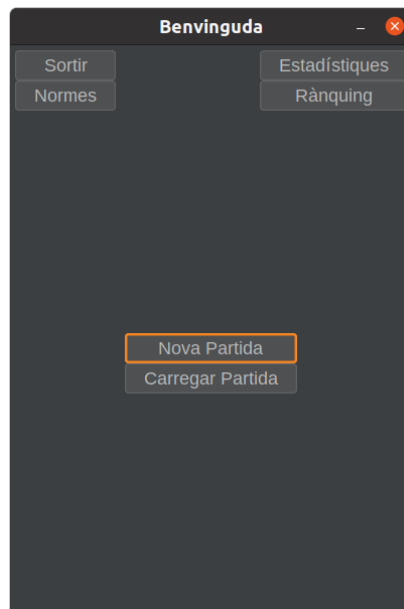 Benvinguda
Sortir
Estadístiques
Normes
Rànquing
Nova Partida
Carregar Partida